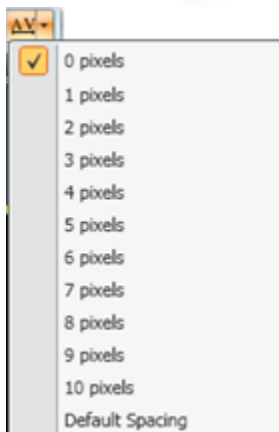 AV
0 pixels
1 pixels
2 pixels
3 pixels
4 pixels
5 pixels
6 pixels
7 pixels
8 pixels
9 pixels
10 pixels
Default Spacing